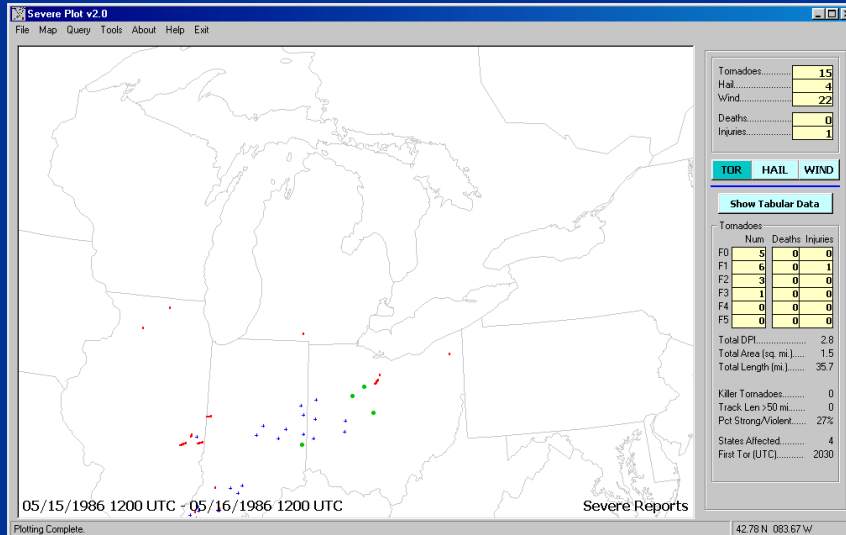 Severe Plot v2.0
File Map Query Tools About Help Exit
Tornadoes............ 15
Hail...................... 4
Wind.................... 22
Deaths................. 0
Injuries................. 1
TOR HAIL WIND
Show Tabular Data
Tornadoes
Num Deaths Injuries
F0 5 0 0
F1 6 0 1
F2 3 0 0
F3 1 0 0
F4 0 0 0
F5 0 0 0
Total DPI.................. 2.8
Total Area (sq. mi.)..... 1.5
Total Length (mi.)...... 35.7
Killer Tornadoes......... 0
Track Len >50 mi...... 0
Pct Strong/Violent..... 27%
States Affected......... 4
First Tor (UTC).......... 2030
05/15/1986 1200 UTC - 05/16/1986 1200 UTC
Severe Reports
Plotting Complete.
42.78 N 083.67 W